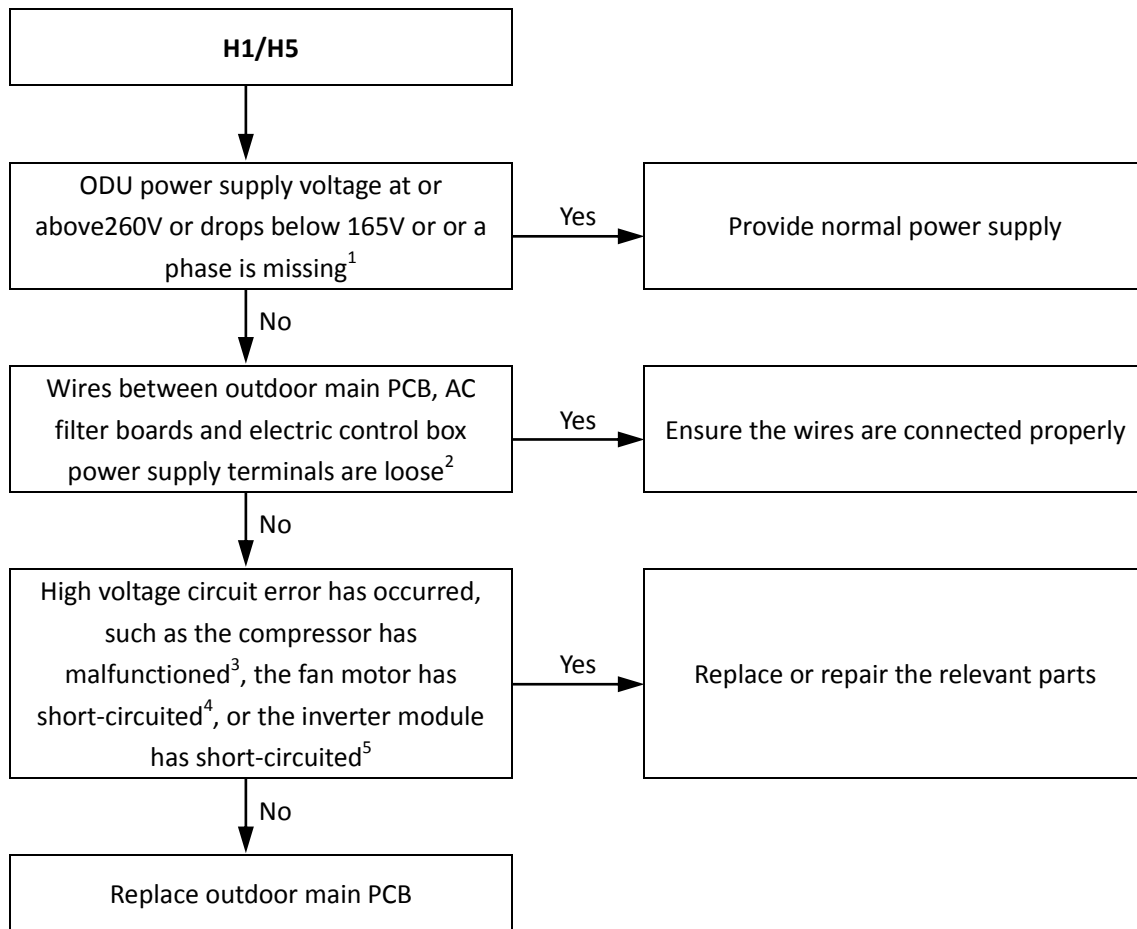 H1/H5
ODU power supply voltage at or
above260V or drops below 165V or or a
phase is missing1
Yes
Provide normal power supply
No
Wires between outdoor main PCB, AC
filter boards and electric control box
power supply terminals are loose2
Yes
Ensure the wires are connected properly
No
High voltage circuit error has occurred,
such as the compressor has
malfunctioned3, the fan motor has
short-circuited4, or the inverter module
has short-circuited5
Yes
Replace or repair the relevant parts
No
Replace outdoor main PCB